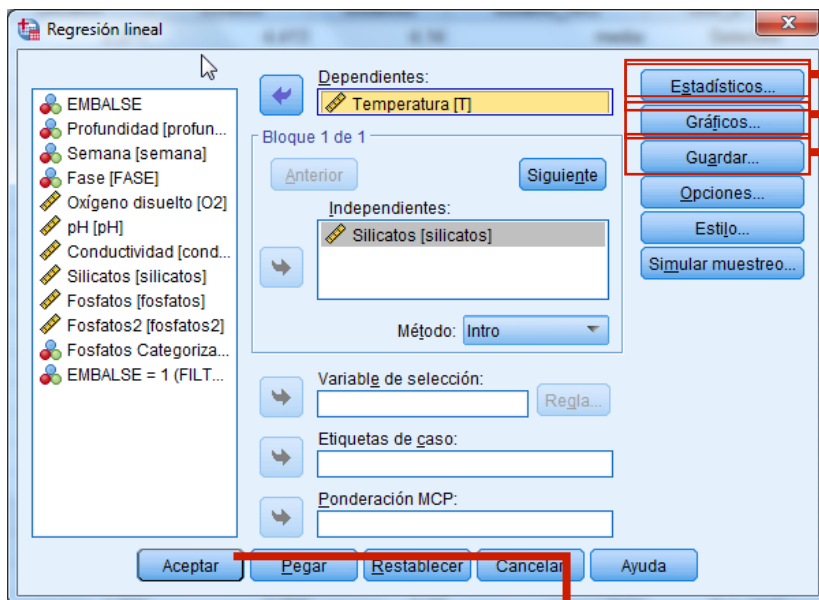 Regresión lineal
EMBALSE
Profundidad [profun...
Semana [semana]
Fase [FASE]
Oxígeno disuelto [O2]
pH [pH]
Conductividad [cond...
Silicatos [silicatos]
Fosfatos [fosfatos]
Fosfatos2 [fosfatos2]
Fosfatos Categoriza...
EMBALSE = 1 (FILT...
Dependientes:
Temperatura [T]
Bloque 1 de 1
Anterior
Siguiente
Independientes:
Silicatos [silicatos]
Método: Intro
Variable de selección:
Regla...
Etiquetas de caso:
Ponderación MCP:
Estadísticos...
Gráficos...
Guardar...
Opciones...
Estilo...
Simular muestreo...
Aceptar Pegar Restablecer Cancelar Ayuda